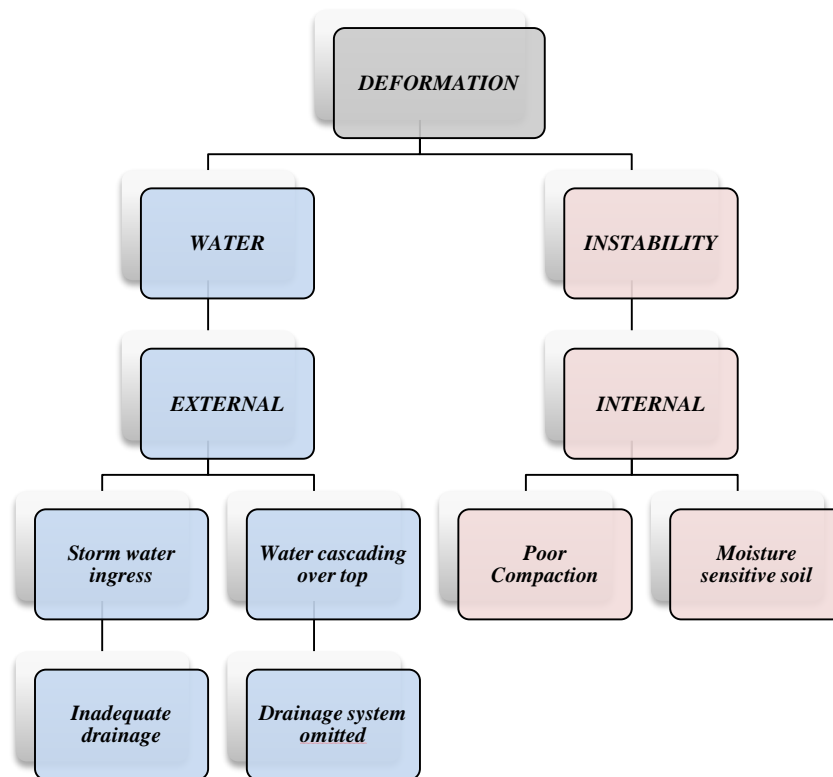 DEFORMATION
WATER
INSTABILITY
EXTERNAL
INTERNAL
Storm water
ingress
Water cascading
over top
Poor
Compaction
Moisture
sensitive soil
Inadequate
drainage
Drainage system
omitted